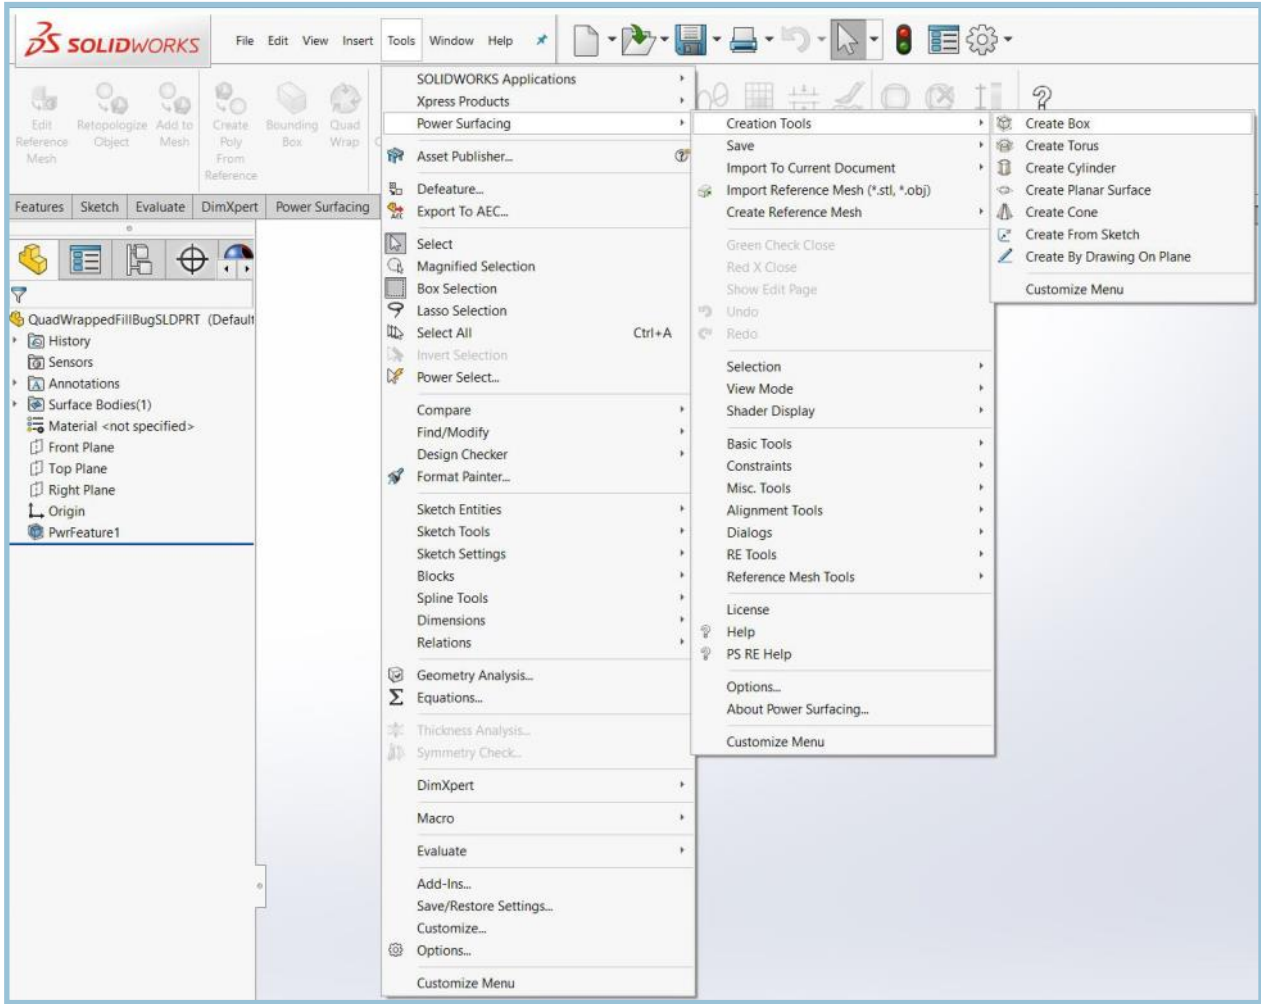 SOLIDWORKS File Edit View Insert Tools Window Help
Edit Reference Mesh
Retopologize Object
Add to Mesh
Create Poly From Reference
Bounding Box
Quad Wrap
Features Sketch Evaluate DimXpert Power Surfacing
QuadWrappedFillBugSLDPRT (Default
History
Sensors
Annotations
Surface Bodies(1)
Material <not specified>
Front Plane
Top Plane
Right Plane
Origin
PwrFeature1
SOLIDWORKS Applications
Xpress Products
Power Surfacing
Asset Publisher...
Defeature...
Export To AEC...
Select
Magnified Selection
Box Selection
Lasso Selection
Select All Ctrl+A
Invert Selection
Power Select...
Compare
Find/Modify
Design Checker
Format Painter...
Sketch Entities
Sketch Tools
Sketch Settings
Blocks
Spline Tools
Dimensions
Relations
Geometry Analysis...
Equations...
Thickness Analysis...
Symmetry Check...
DimXpert
Macro
Evaluate
Add-Ins...
Save/Restore Settings...
Customize...
Options...
Customize Menu
Creation Tools
Save
Import To Current Document
Import Reference Mesh (*.stl, *.obj)
Create Reference Mesh
Green Check Close
Red X Close
Show Edit Page
Undo
Redo
Selection
View Mode
Shader Display
Basic Tools
Constraints
Misc. Tools
Alignment Tools
Dialogs
RE Tools
Reference Mesh Tools
License
Help
PS RE Help
Options...
About Power Surfacing...
Customize Menu
Create Box
Create Torus
Create Cylinder
Create Planar Surface
Create Cone
Create From Sketch
Create By Drawing On Plane
Customize Menu